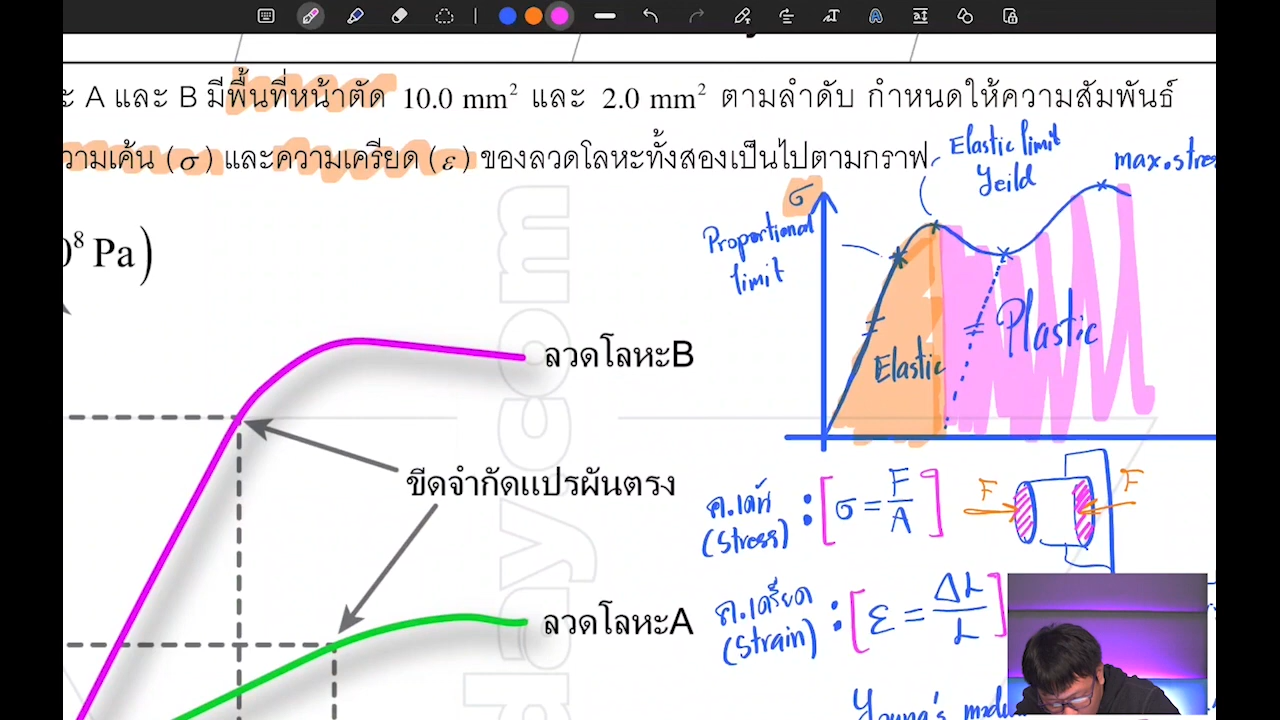 ะ A และ B มีพื้นที่หน้าตัด 10.0 mm² และ 2.0 mm² ตามลำดับ กำหนดให้ความสัมพันธ์
วามเค้น (σ) และความเครียด (ε) ของลวดโลหะทั้งสองเป็นไปตามกราฟ
Elastic limit
Yeild
max.stres
σ
Proportional
limit
0⁸ Pa)
Elastic
Plastic
ลวดโลหะB
ขีดจำกัดแปรผันตรง
ค.เค้น
(Stress) : [σ = F/A]
F
F
ลวดโลหะA
ค.เครียด
(Strain) : [ε = ΔL/L]
Young's modu
day.com